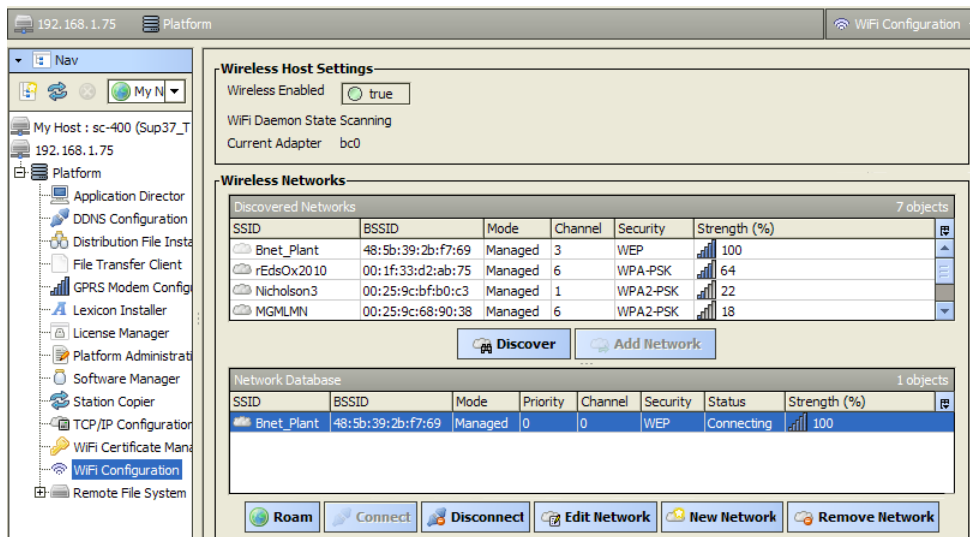 192.168.1.75 Platform WiFi Configuration
Nav
My N
My Host : sc-400 (Sup37_T
192.168.1.75
Platform
Application Director
DDNS Configuration
Distribution File Insta
File Transfer Client
GPRS Modem Configu
Lexicon Installer
License Manager
Platform Administrati
Software Manager
Station Copier
TCP/IP Configuration
WiFi Certificate Mana
WiFi Configuration
Remote File System
Wireless Host Settings
Wireless Enabled true
WiFi Daemon State Scanning
Current Adapter bc0
Wireless Networks
Discovered Networks 7 objects
SSID BSSID Mode Channel Security Strength (%)
Bnet_Plant 48:5b:39:2b:f7:69 Managed 3 WEP 100
rEdsOx2010 00:1f:33:d2:ab:75 Managed 6 WPA-PSK 64
Nicholson3 00:25:9c:bf:b0:c3 Managed 1 WPA2-PSK 22
MGMLMN 00:25:9c:68:90:38 Managed 6 WPA2-PSK 18
Discover Add Network
Network Database 1 objects
SSID BSSID Mode Priority Channel Security Status Strength (%)
Bnet_Plant 48:5b:39:2b:f7:69 Managed 0 0 WEP Connecting 100
Roam Connect Disconnect Edit Network New Network Remove Network